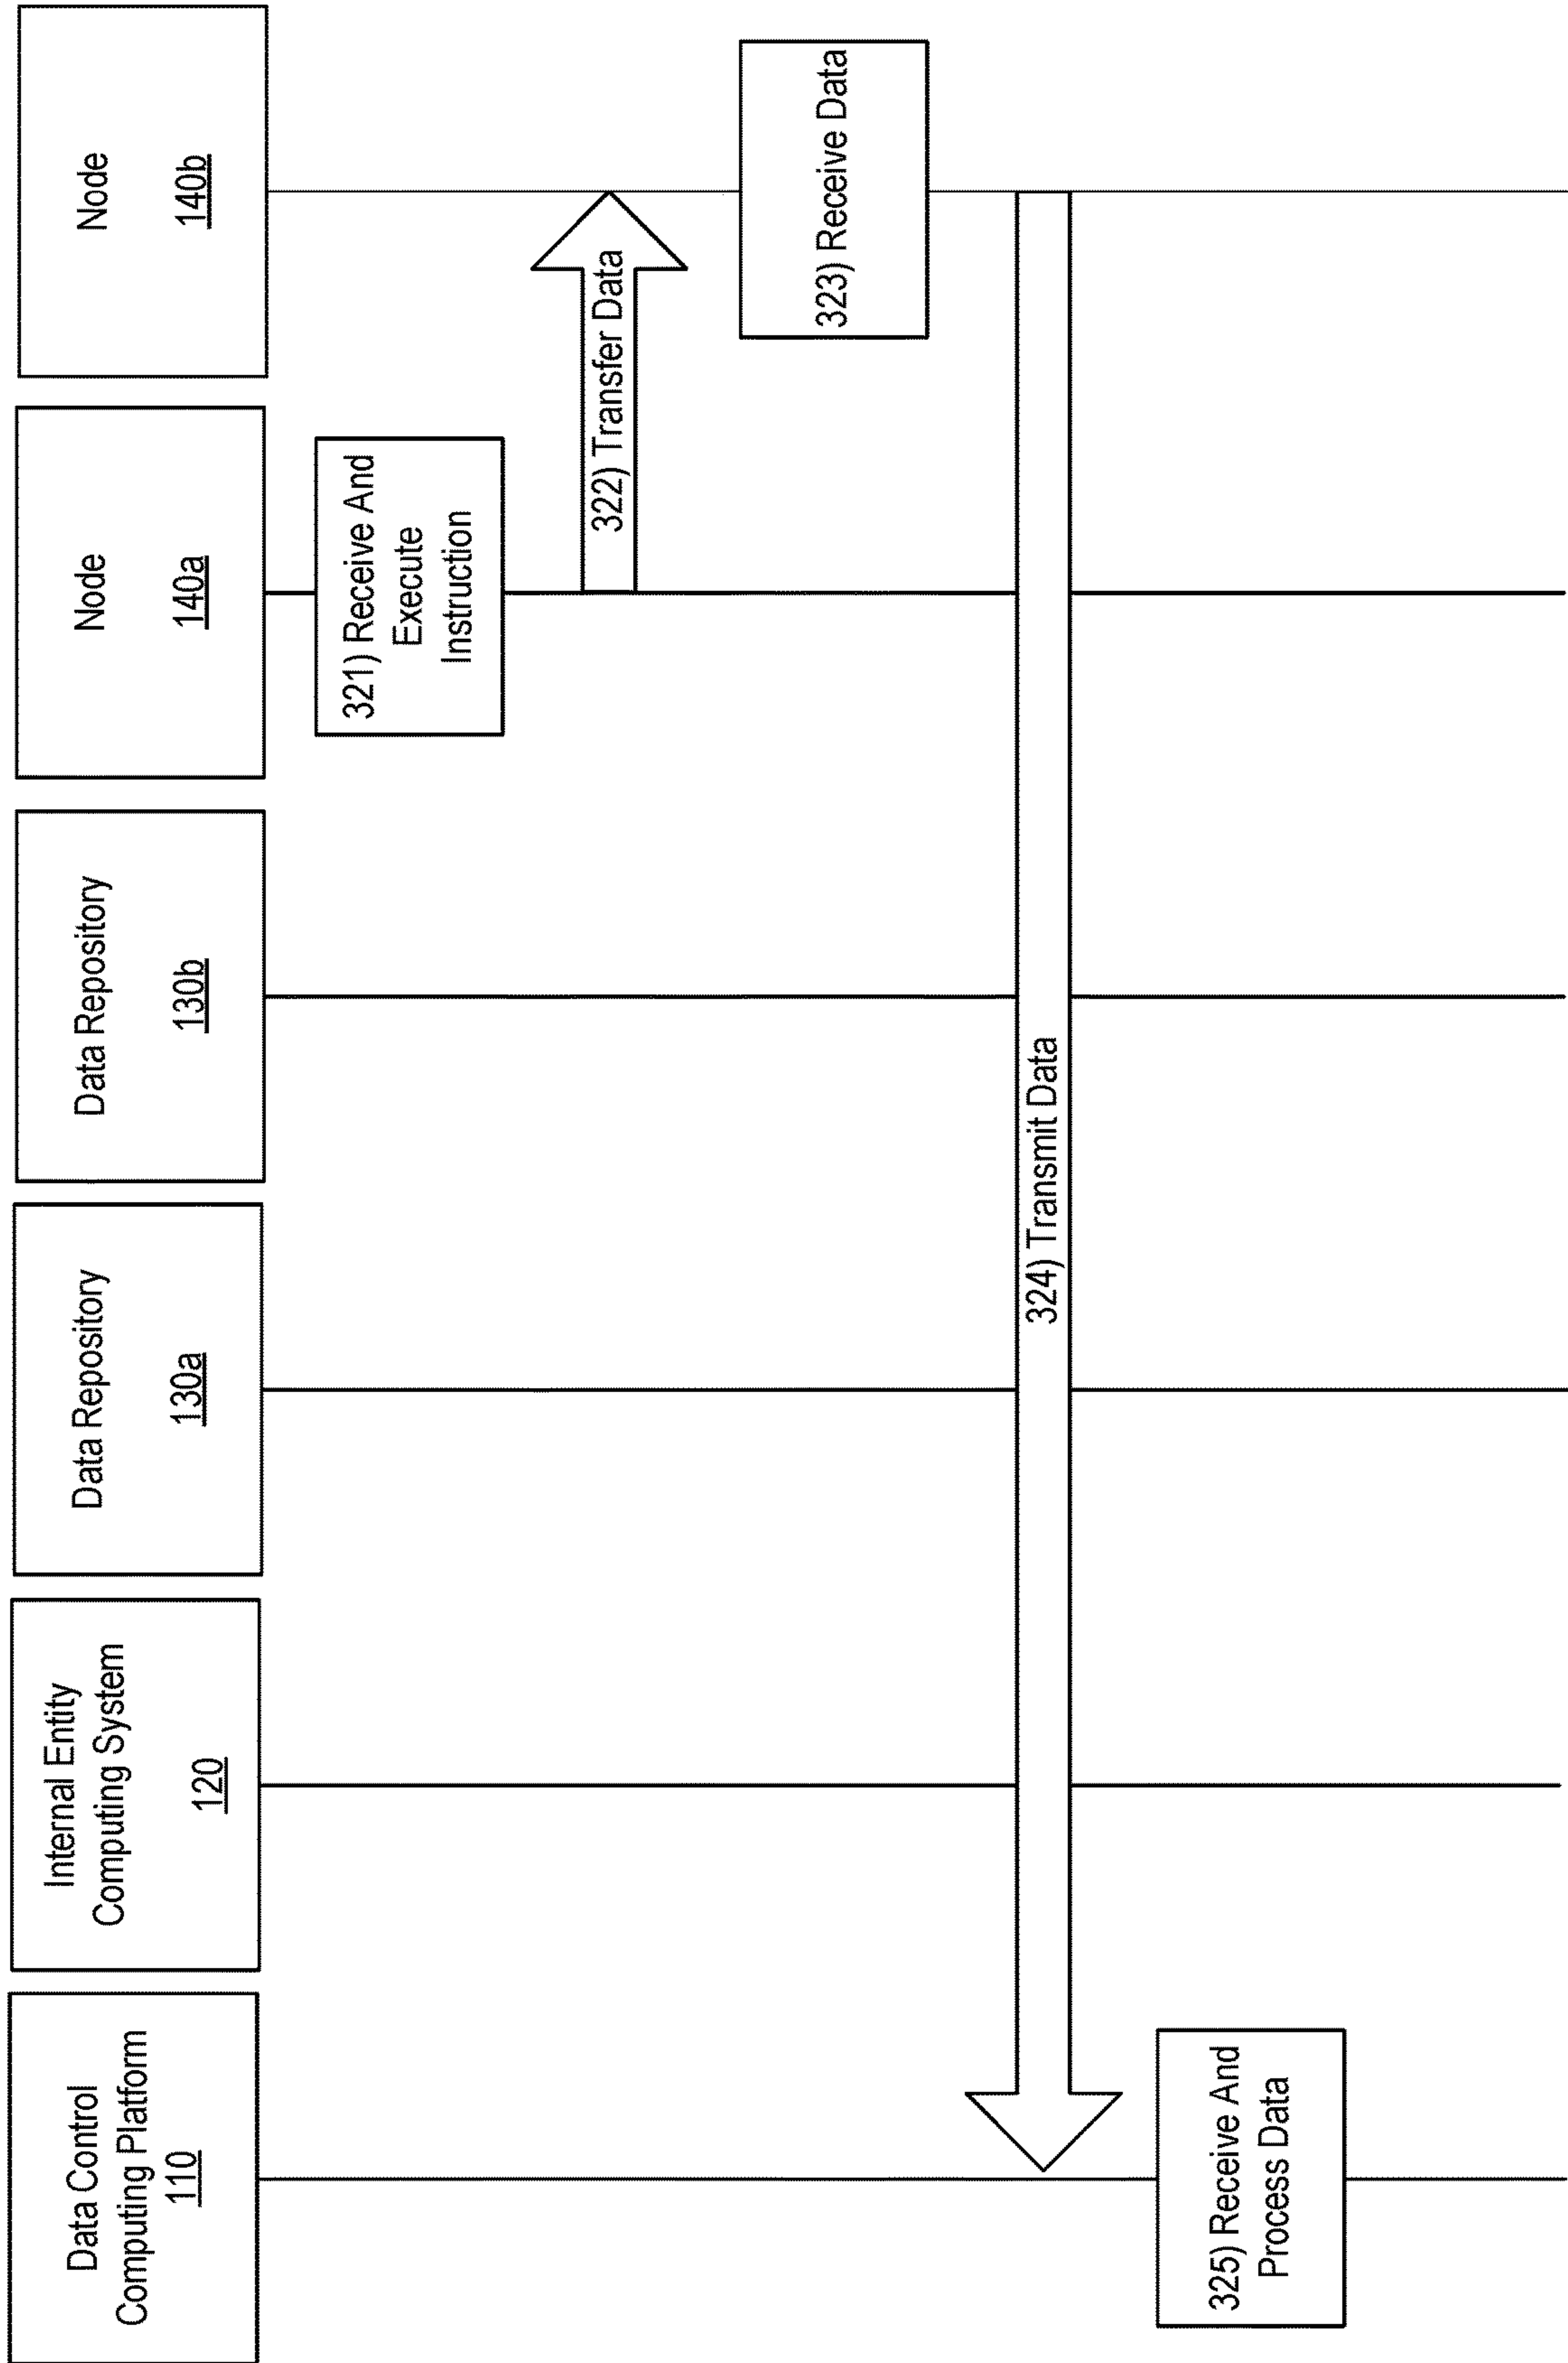 Data Control
Computing Platform
110
Internal Entity
Computing System
120
Data Repository
130a
Data Repository
130b
Node
140a
Node
140b
321) Receive And
Execute
Instruction
322) Transfer Data
323) Receive Data
324) Transmit Data
325) Receive And
Process Data